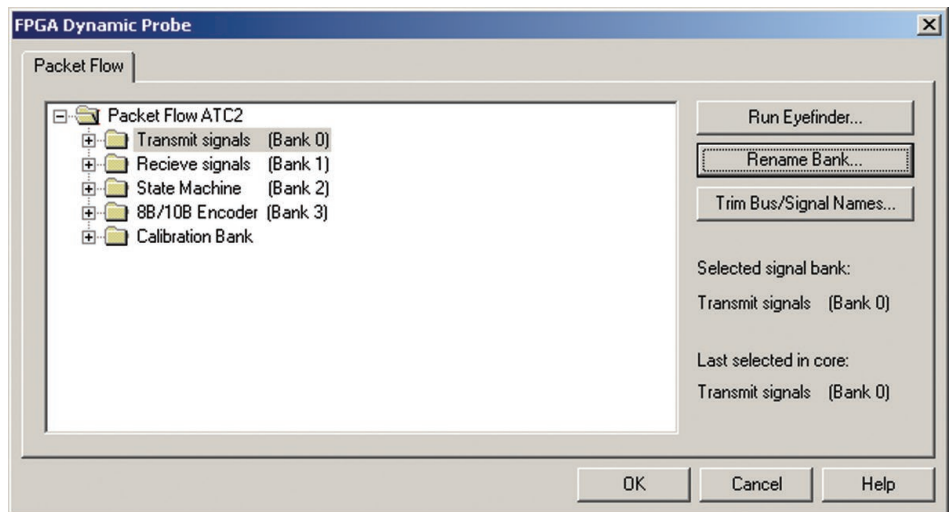 FPGA Dynamic Probe
Packet Flow
Packet Flow ATC2
Transmit signals (Bank 0)
Recieve signals (Bank 1)
State Machine (Bank 2)
8B/10B Encoder (Bank 3)
Calibration Bank
Run Eyefinder...
Rename Bank...
Trim Bus/Signal Names...
Selected signal bank:
Transmit signals (Bank 0)
Last selected in core:
Transmit signals (Bank 0)
OK
Cancel
Help